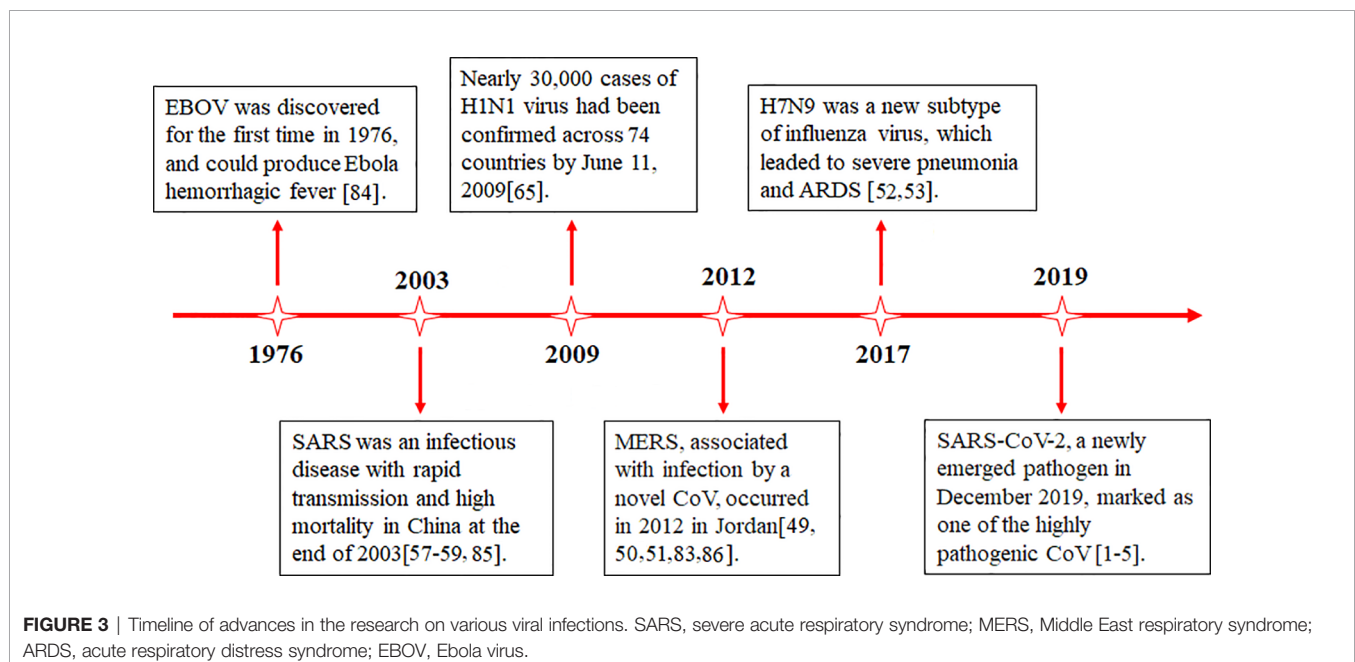 EBOV was discovered
for the first time in 1976,
and could produce Ebola
hemorrhagic fever [84].
Nearly 30,000 cases of
H1N1 virus had been
confirmed across 74
countries by June 11,
2009[65].
H7N9 was a new subtype
of influenza virus, which
leaded to severe pneumonia
and ARDS [52,53].
2003
2012
2019
1976
2009
2017
SARS was an infectious
disease with rapid
transmission and high
mortality in China at the
end of 2003[57-59, 85].
MERS, associated
with infection by a
novel CoV, occurred
in 2012 in Jordan[49,
50,51,83,86].
SARS-CoV-2, a newly
emerged pathogen in
December 2019, marked as
one of the highly
pathogenic CoV [1-5].
FIGURE 3 | Timeline of advances in the research on various viral infections. SARS, severe acute respiratory syndrome; MERS, Middle East respiratory syndrome;
ARDS, acute respiratory distress syndrome; EBOV, Ebola virus.